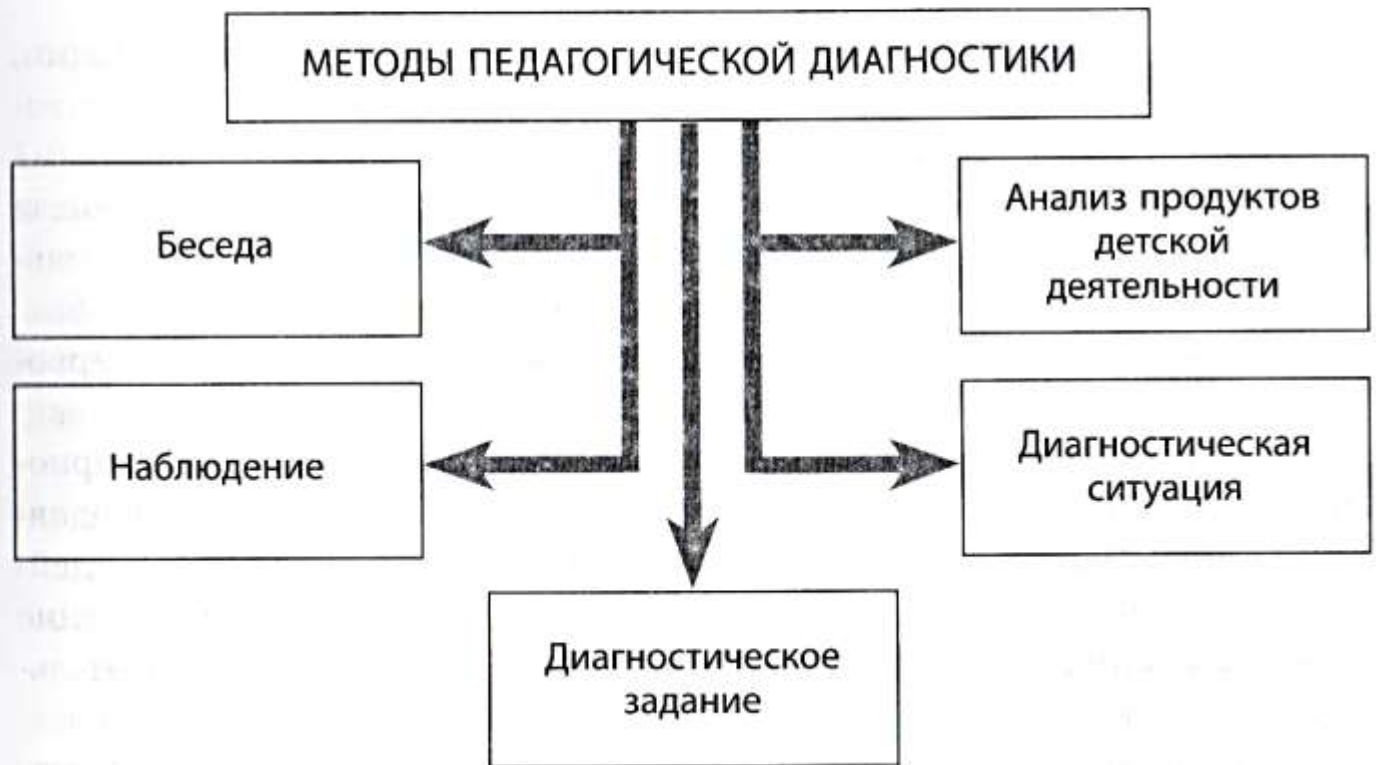 МЕТОДЫ ПЕДАГОГИЧЕСКОЙ ДИАГНОСТИКИ
Беседа
Анализ продуктов
детской
деятельности
Наблюдение
Диагностическая
ситуация
Диагностическое
задание